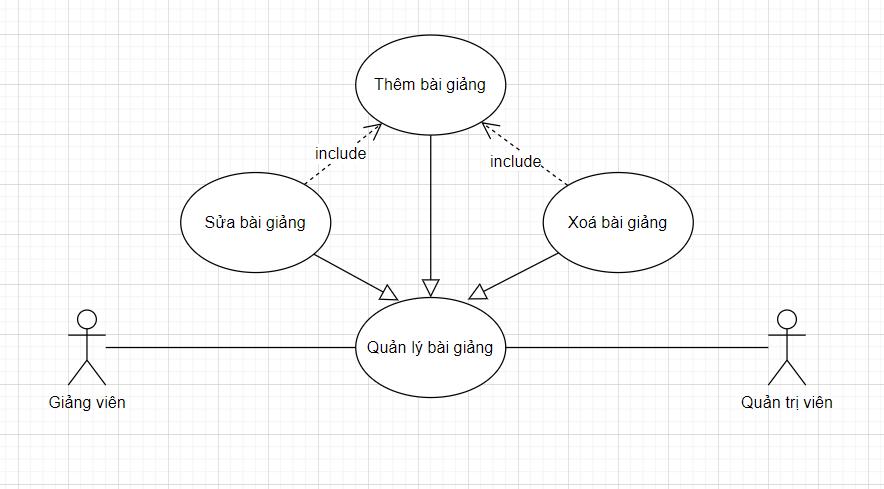 Thêm bài giảng
include
include
Sửa bài giảng
Xoá bài giảng
Quản lý bài giảng
Giảng viên
Quản trị viên